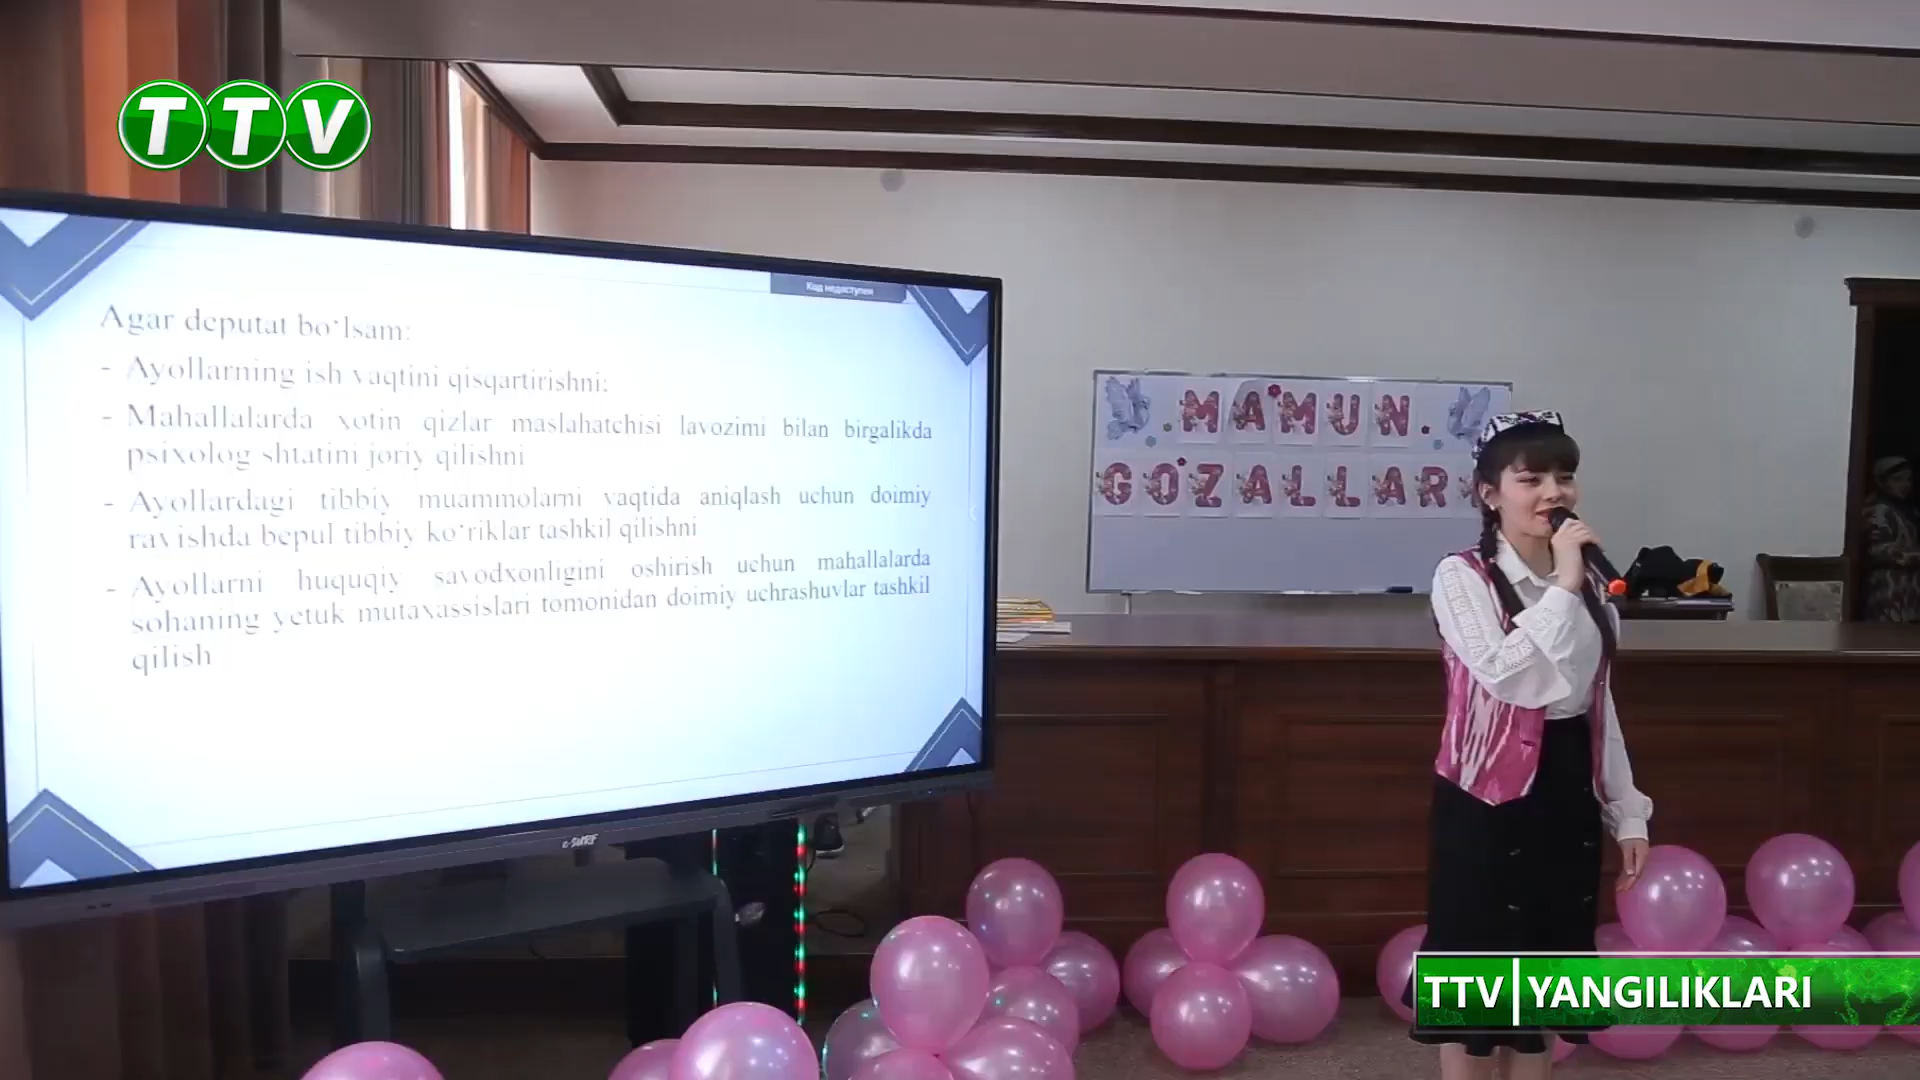 TTV
Код недоступен
Agar deputat bo‘lsam:
- Ayollarning ish vaqtini qisqartirishni;
- Mahallalarda xotin qizlar maslahatchisi lavozimi bilan birgalikda
psixolog shtatini joriy qilishni
- Ayollardagi tibbiy muammolarni vaqtida aniqlash uchun doimiy
ravishda bepul tibbiy ko‘riklar tashkil qilishni
- Ayollarni huquqiy savodxonligini oshirish uchun mahallalarda
sohaning yetuk mutaxassislari tomonidan doimiy uchrashuvlar tashkil
qilish
e-SMART
MAMUN
GOZALLAR
TTV YANGILIKLARI